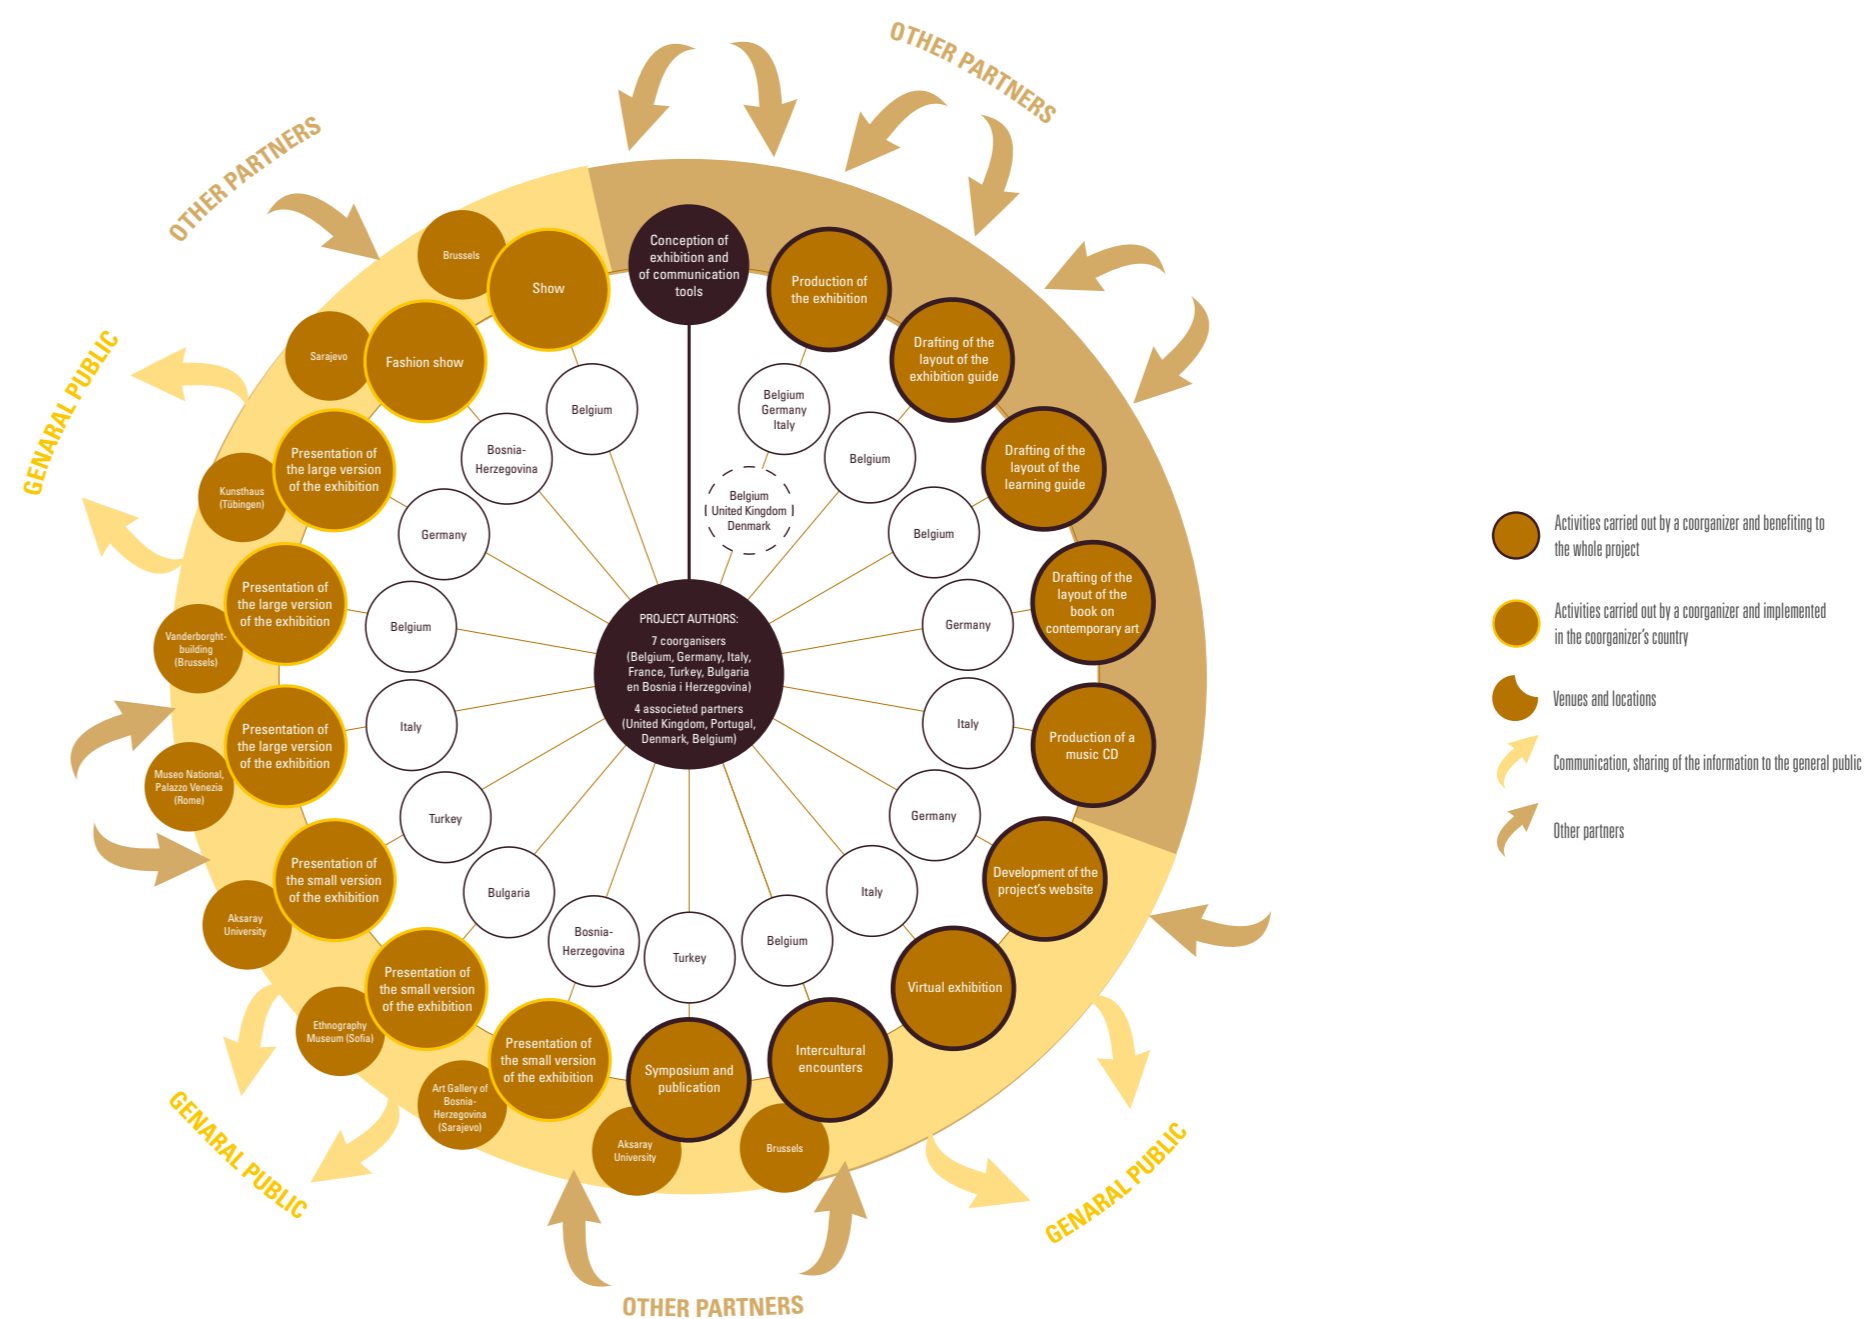 OTHER PARTNERS
OTHER PARTNERS
GENARAL PUBLIC
Conception of
exhibition and
of communication
tools
Production of
the exhibition
Drafting of the
layout of the
exhibition guide
Drafting of the
layout of the
learning guide
Drafting of the
layout of the
book on
contemporary art
Production of a
music CD
Development of the
project's website
Virtual exhibition
Intercultural
encounters
Brussels
Symposium and
publication
Aksaray
University
Presentation of
the small version
of the exhibition
Art Gallery of
Bosnia-
Herzegovina
(Sarajevo)
Presentation of
the small version
of the exhibition
Ethnography
Museum (Sofia)
Presentation of
the small version
of the exhibition
Aksaray
University
Presentation of
the large version
of the exhibition
Museo National,
Palazzo Venezia
(Rome)
Presentation of
the large version
of the exhibition
Vanderborght-
building
(Brussels)
Presentation of
the large version
of the exhibition
Kunsthaus
(Tübingen)
Fashion show
Sarajevo
Show
Brussels
Belgium
Germany
Italy
Belgium
United Kingdom
Denmark
Belgium
Belgium
Germany
Italy
Germany
Italy
Belgium
Turkey
Bosnia-
Herzegovina
Bulgaria
Turkey
Italy
Belgium
Germany
Bosnia-
Herzegovina
Belgium
PROJECT AUTHORS:
7 coorganisers
(Belgium, Germany, Italy,
France, Turkey, Bulgaria
en Bosnia i Herzegovina)
4 associeted partners
(United Kingdom, Portugal,
Denmark, Belgium)
GENARAL PUBLIC
GENARAL PUBLIC
OTHER PARTNERS
Activities carried out by a coorganizer and benefiting to
the whole project
Activities carried out by a coorganizer and implemented
in the coorganizer's country
Venues and locations
Communication, sharing of the information to the general public
Other partners